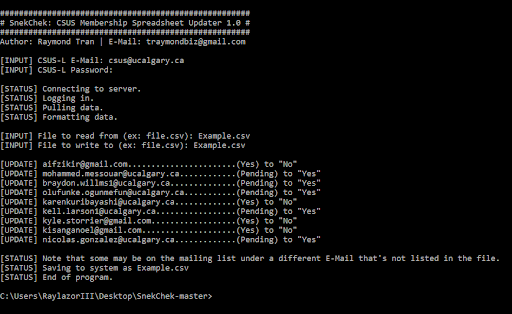 ##################################################
# SnekChek: CSUS Membership Spreadsheet Updater 1.0 #
##################################################
Author: Raymond Tran | E-Mail: traymondbiz@gmail.com
[INPUT] CSUS-L E-Mail: csus@ucalgary.ca
[INPUT] CSUS-L Password:
[STATUS] Connecting to server.
[STATUS] Logging in.
[STATUS] Pulling data.
[STATUS] Formatting data.
[INPUT] File to read from (ex: file.csv): Example.csv
[INPUT] File to write to (ex: file.csv): Example.csv
[UPDATE] aifzikir@gmail.com.......................(Yes) to "No"
[UPDATE] mohammed.messouar@ucalgary.ca............(Pending) to "Yes"
[UPDATE] braydon.willms1@ucalgary.ca..............(Pending) to "Yes"
[UPDATE] olufunke.ogunmefun@ucalgary.ca...........(Pending) to "Yes"
[UPDATE] karenkuribayashi@ucalgary.ca.............(Yes) to "No"
[UPDATE] kell.larson1@ucalgary.ca.................(Pending) to "Yes"
[UPDATE] kyle.storrier@gmail.com..................(Yes) to "No"
[UPDATE] kisanganoel@gmail.com....................(Yes) to "No"
[UPDATE] nicolas.gonzalez@ucalgary.ca.............(Pending) to "Yes"
[STATUS] Note that some may be on the mailing list under a different E-Mail that's not listed in the file.
[STATUS] Saving to system as Example.csv
[STATUS] End of program.
C:\Users\RaylazorIII\Desktop\SnekChek-master>